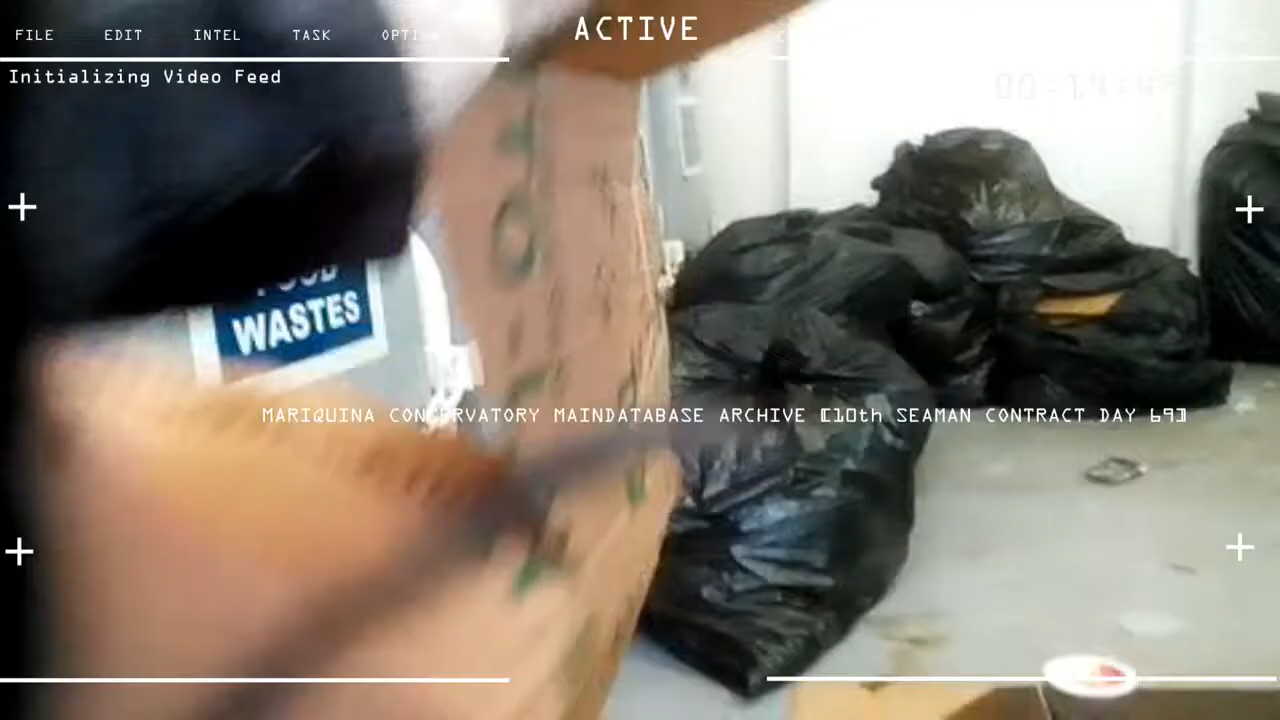 FILE EDIT INTEL TASK
ACTIVE
Initializing Video Feed
WASTES
MARIQUINA CONSERVATORY MAINDATABASE ARCHIVE [10th SEAMAN CONTRACT DAY 69]